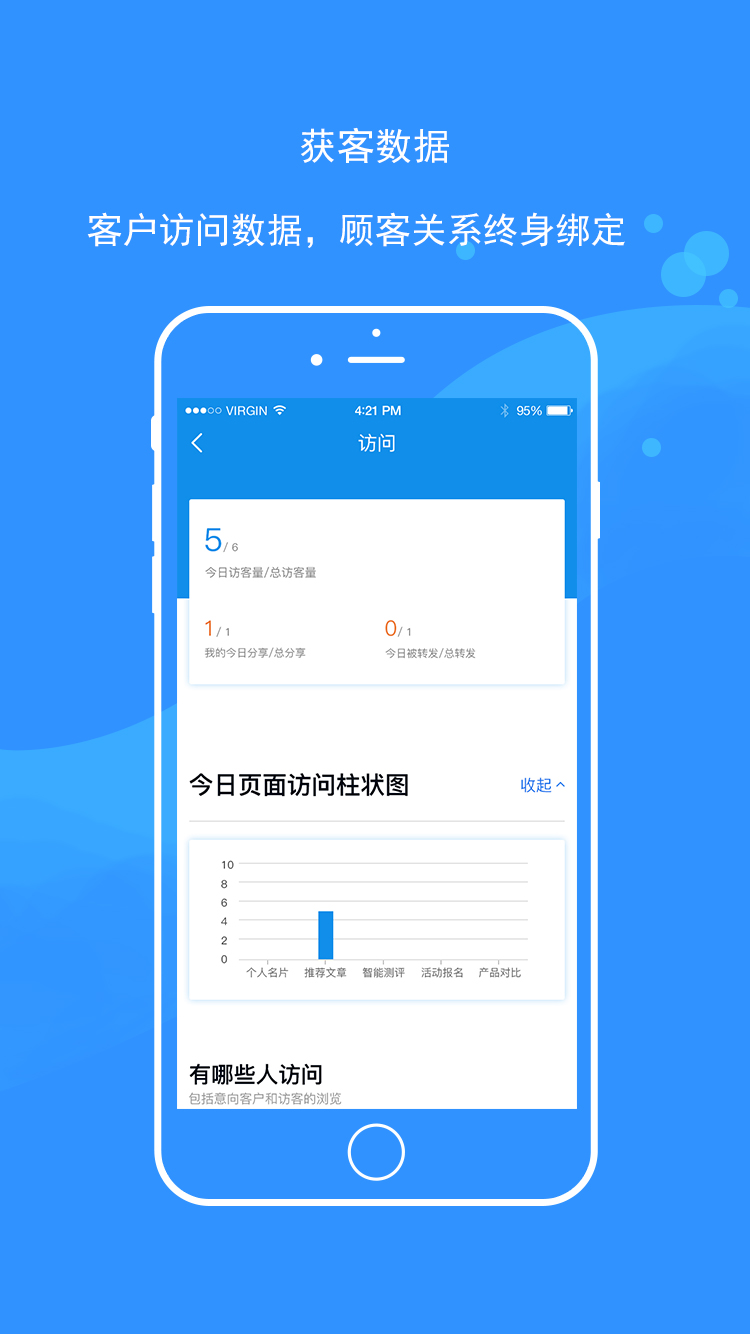 获客数据
客户访问数据，顾客关系终身绑定
VIRGIN 4:21 PM 95%
访问
5/ 6
今日访客量/总访客量
1/ 1 0/ 1
我的今日分享/总分享 今日被转发/总转发
今日页面访问柱状图 收起
10
8
6
4
2
0
个人名片 推荐文章 智能测评 活动报名 产品对比
有哪些人访问
包括意向客户和访客的浏览